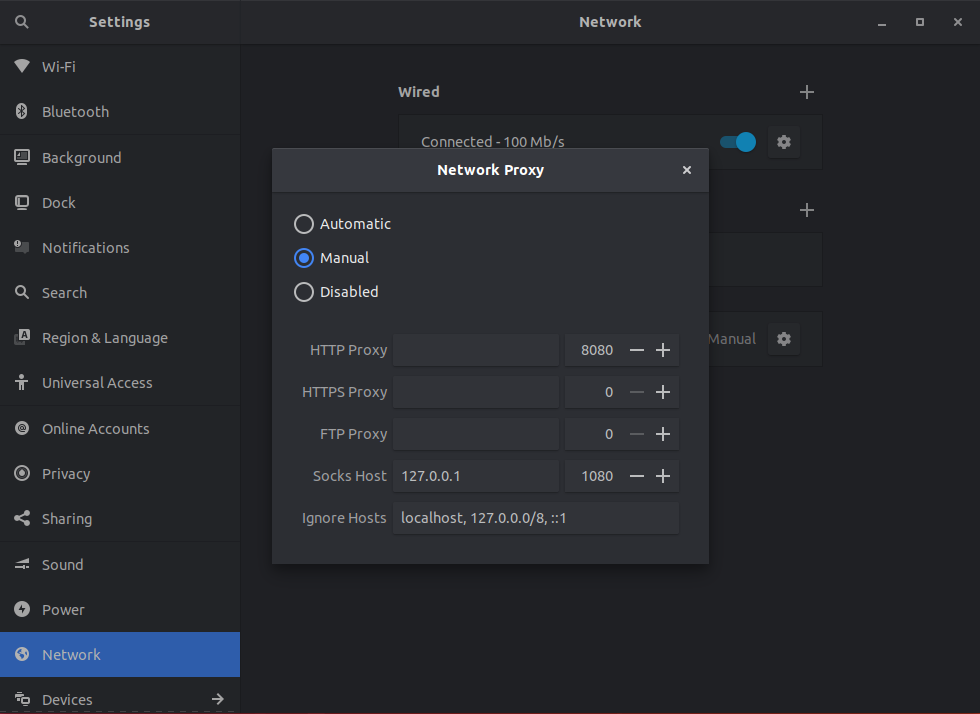 Settings
Network
Wi-Fi
Bluetooth
Background
Dock
Notifications
Search
Region & Language
Universal Access
Online Accounts
Privacy
Sharing
Sound
Power
Network
Devices
Wired
Connected - 100 Mb/s
Manual
Network Proxy
Automatic
Manual
Disabled
HTTP Proxy 8080
HTTPS Proxy 0
FTP Proxy 0
Socks Host 127.0.0.1 1080
Ignore Hosts localhost, 127.0.0.0/8, ::1